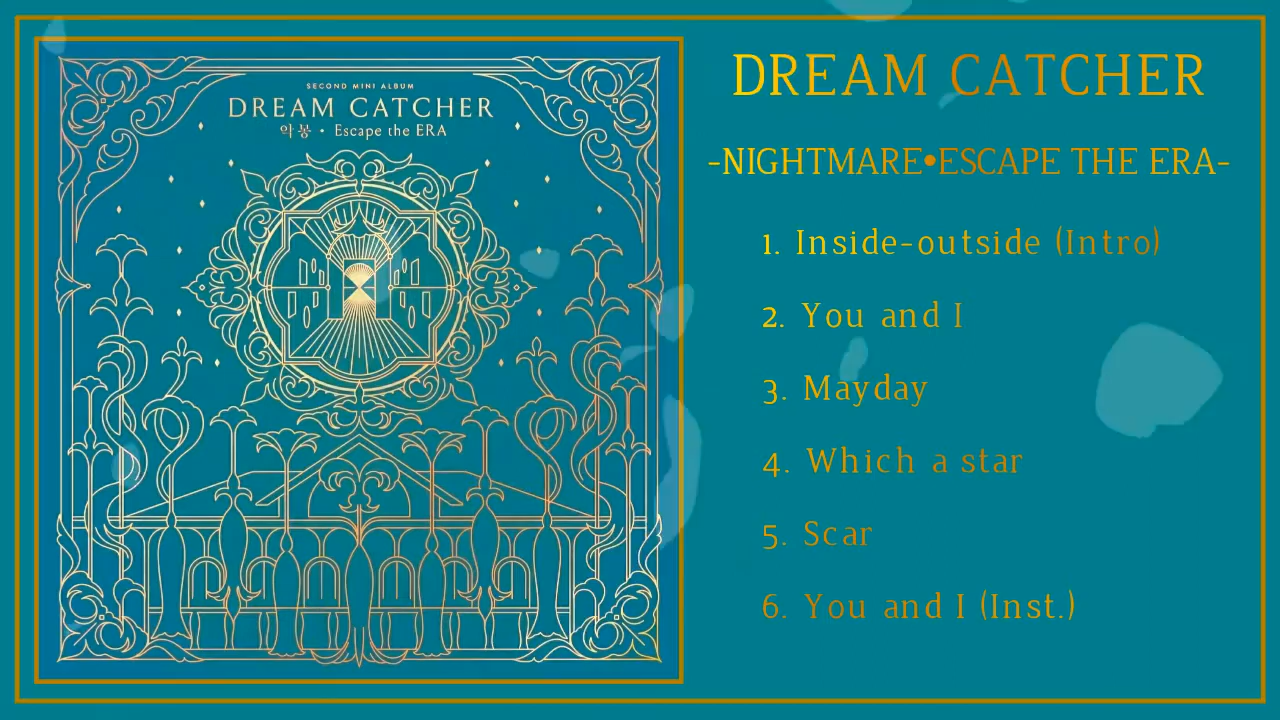 SECOND MINI ALBUM
DREAM CATCHER
악몽 • Escape the ERA
DREAM CATCHER
-NIGHTMARE•ESCAPE THE ERA-
1. Inside-outside (Intro)
2. You and I
3. Mayday
4. Which a star
5. Scar
6. You and I (Inst.)